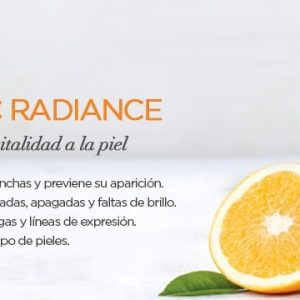 RADIANCE
italidad a la piel
nchas y previene su aparición.
adas, apagadas y faltas de brillo.
gas y líneas de expresión.
po de pieles.